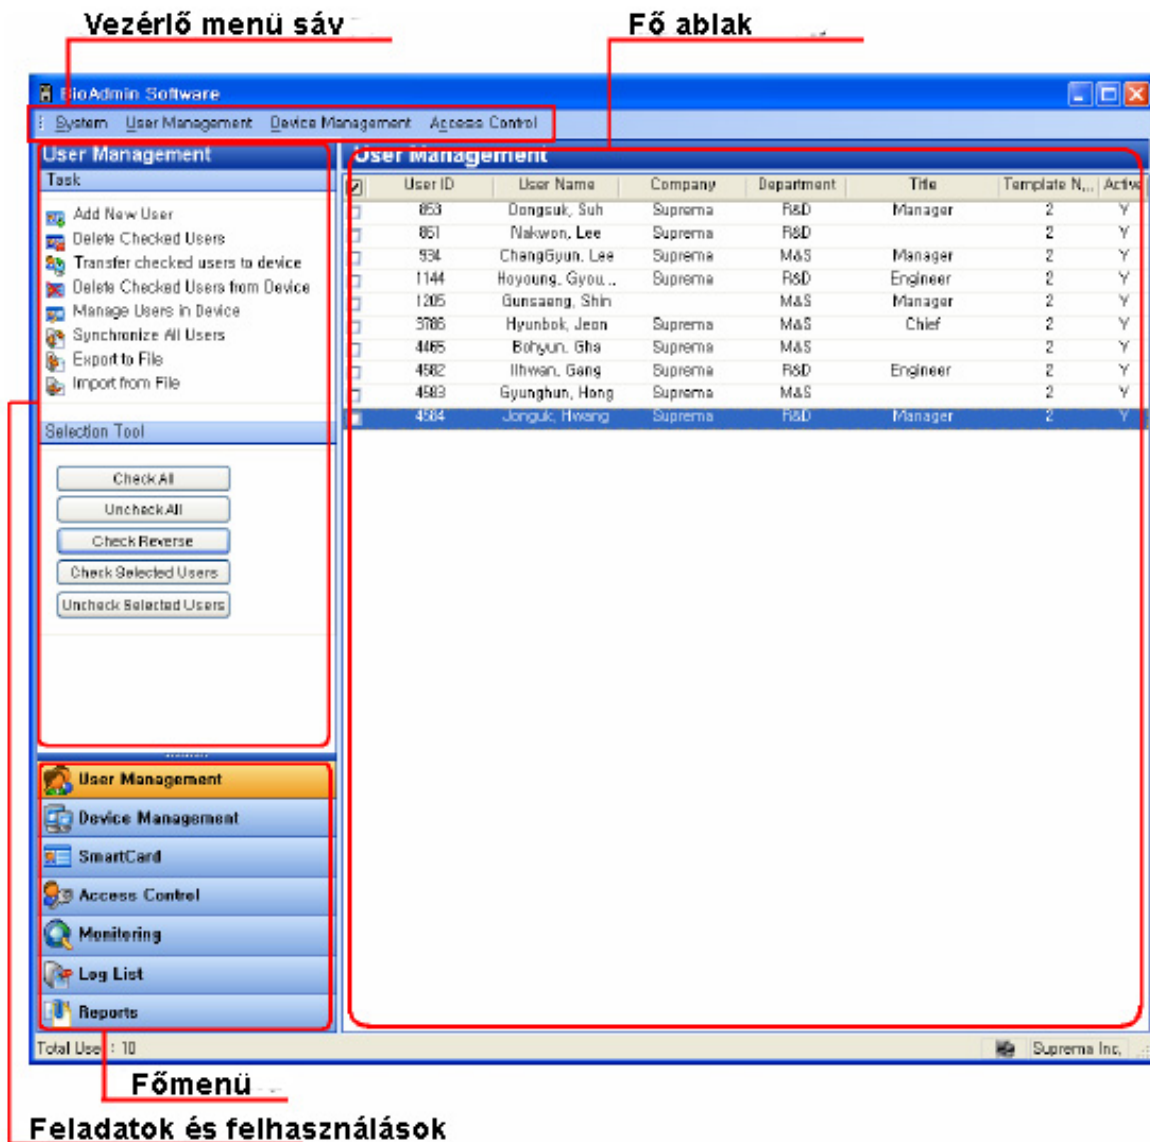 Vezérlő menü sáv
Fő ablak
BioAdmin Software
System User Management Device Management Access Control
User Management
Task
Add New User
Delete Checked Users
Transfer checked users to device
Delete Checked Users from Device
Manage Users in Device
Synchronize All Users
Export to File
Import from File
Selection Tool
Check All
Uncheck All
Check Reverse
Check Selected Users
Uncheck Selected Users
User Management
User ID User Name Company Department Title Template N... Active
853 Dongsuk, Suh Suprema R&D Manager 2 Y
851 Nakwon, Lee Suprema R&D 2 Y
934 ChangGyun, Lee Suprema M&S Manager 2 Y
1144 Hoyoung, Gyou... Suprema R&D Engineer 2 Y
1205 Gunsaeng, Shin M&S Manager 2 Y
3786 Hyunbok, Jeon Suprema M&S Chief 2 Y
4465 Bohyun, Gha Suprema M&S 2 Y
4582 Ilhwan, Gang Suprema R&D Engineer 2 Y
4583 Gyunghun, Hong Suprema M&S 2 Y
4584 Jonguk, Hwang Suprema R&D Manager 2 Y
User Management
Device Management
SmartCard
Access Control
Monitoring
Log List
Reports
Total User : 10
Suprema Inc.
Főmenü
Feladatok és felhasználások